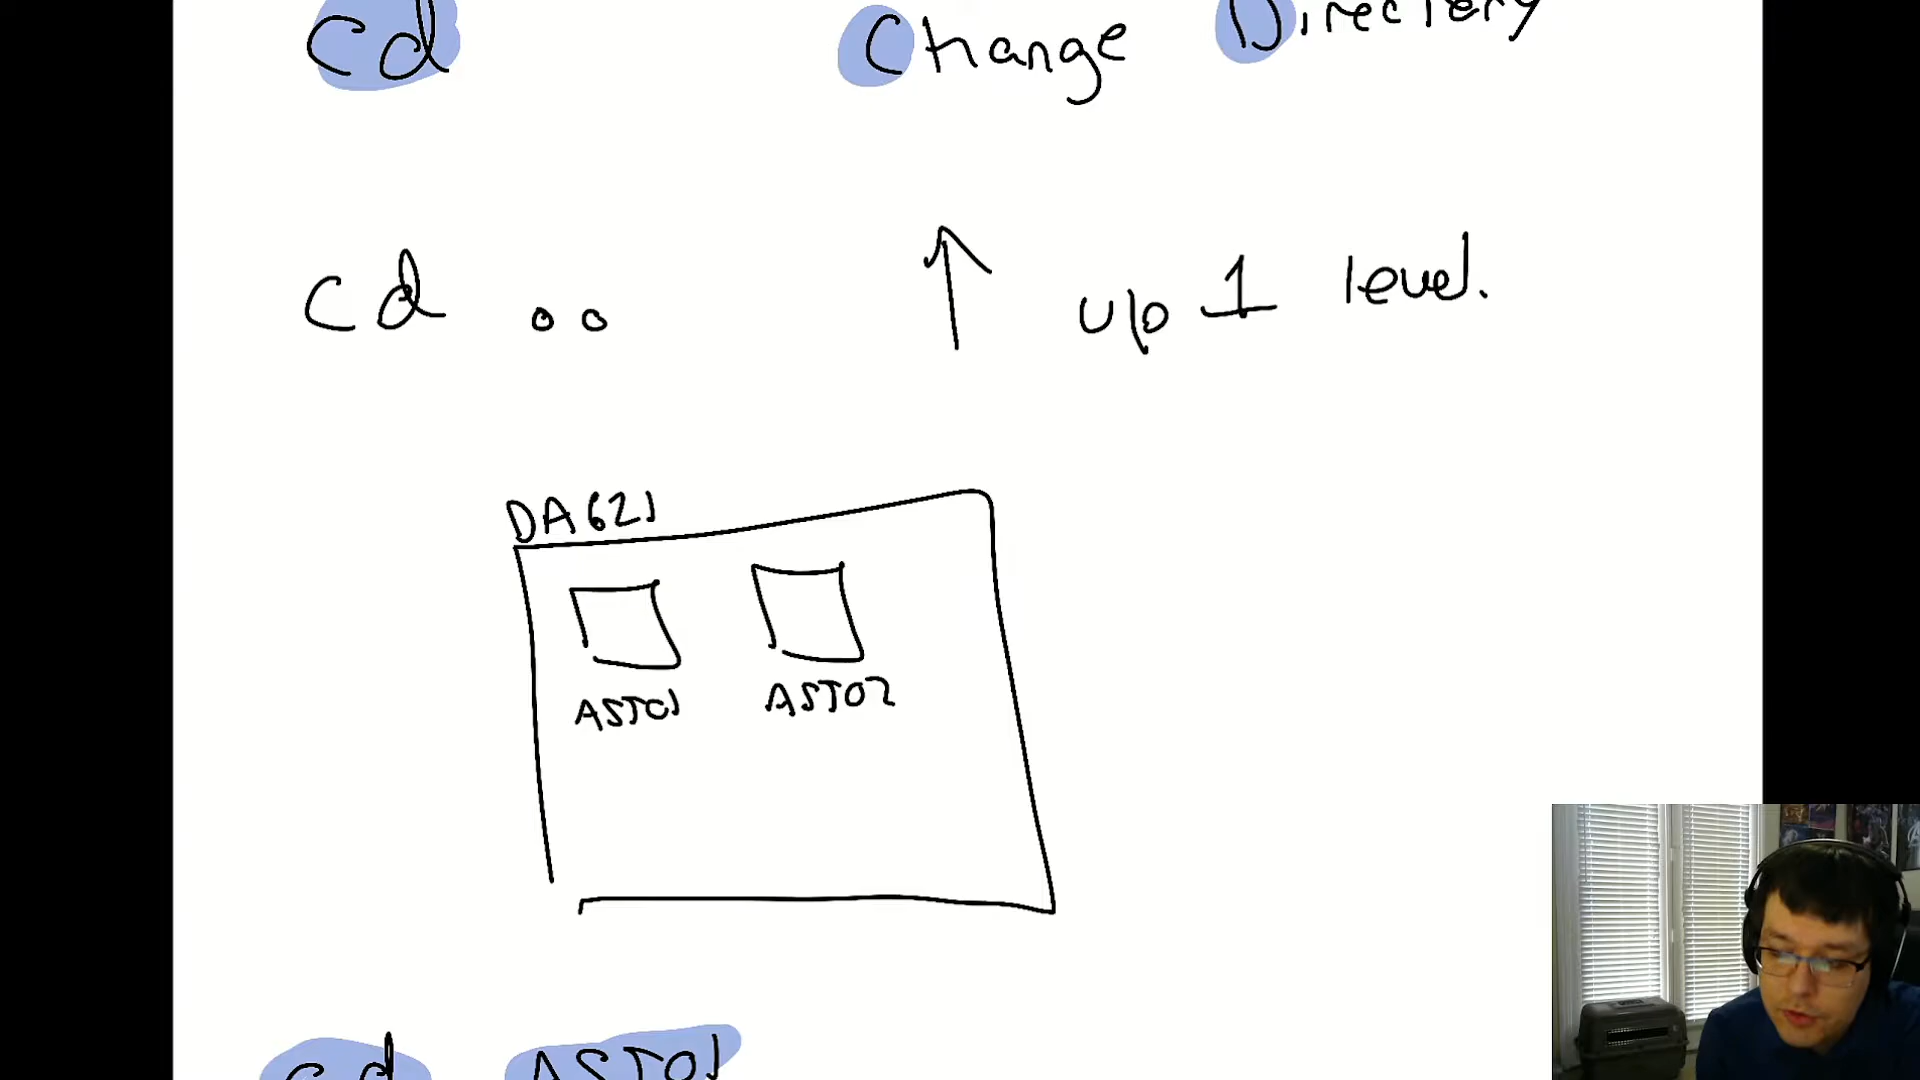 cd Change Directory
cd .. ↑ up 1 level.
DA621
AST01 AST02
cd AST01